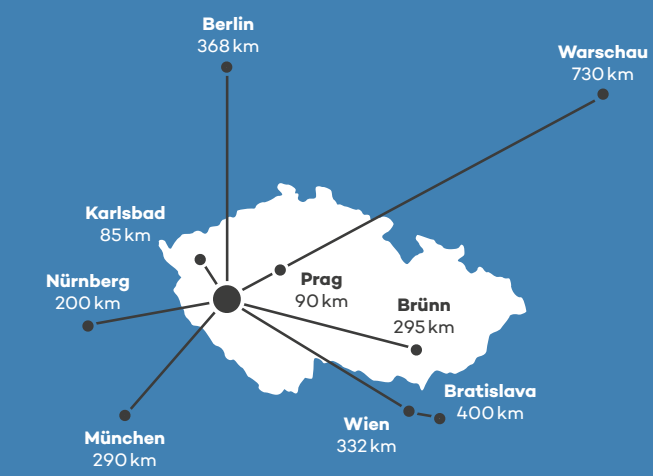 Berlin
368 km
Warschau
730 km
Karlsbad
85 km
Nürnberg
200 km
Prag
90 km
Brünn
295 km
Bratislava
400 km
Wien
332 km
München
290 km